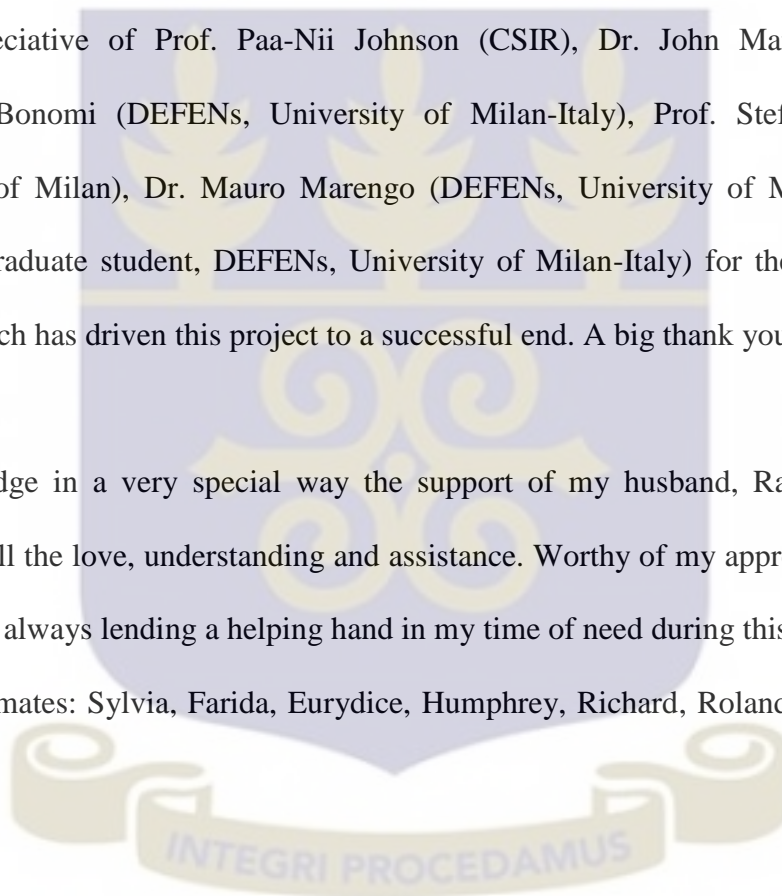 eciative of Prof. Paa-Nii Johnson (CSIR), Dr. John Ma
Bonomi (DEFENs, University of Milan-Italy), Prof. Stef
of Milan), Dr. Mauro Marengo (DEFENs, University of M
raduate student, DEFENs, University of Milan-Italy) for the
ch has driven this project to a successful end. A big thank you
dge in a very special way the support of my husband, Ra
ll the love, understanding and assistance. Worthy of my appr
always lending a helping hand in my time of need during this
mates: Sylvia, Farida, Eurydice, Humphrey, Richard, Roland
INTEGRI PROCEDAMUS